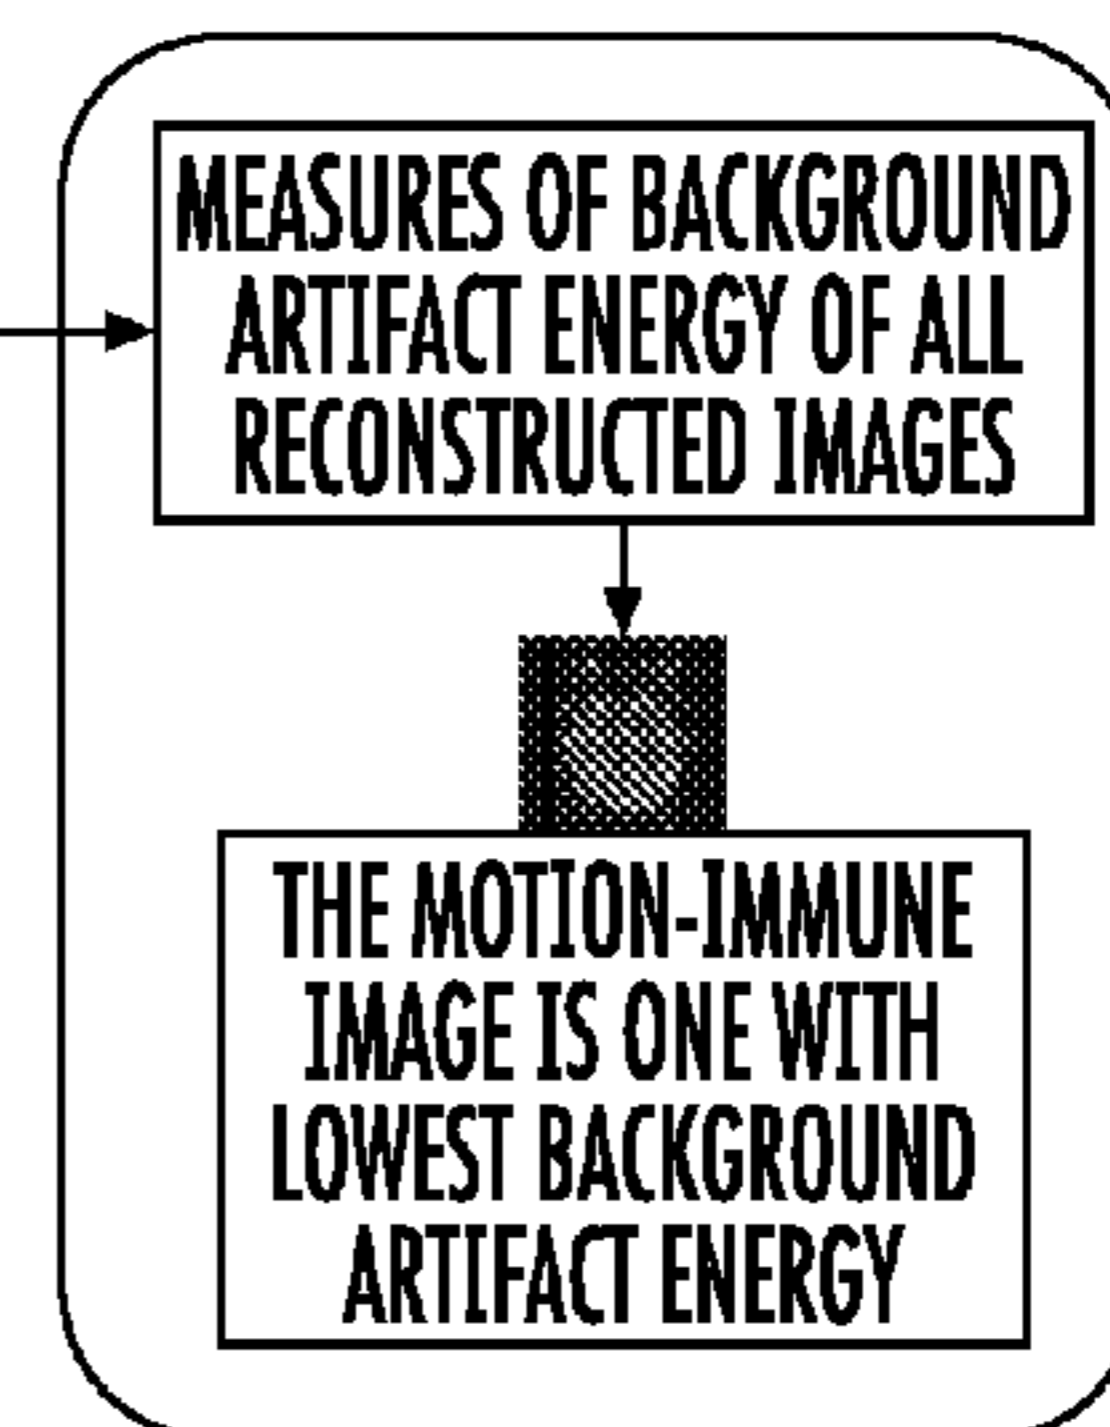 MEASURES OF BACKGROUND
ARTIFACT ENERGY OF ALL
RECONSTRUCTED IMAGES
THE MOTION-IMMUNE
IMAGE IS ONE WITH
LOWEST BACKGROUND
ARTIFACT ENERGY